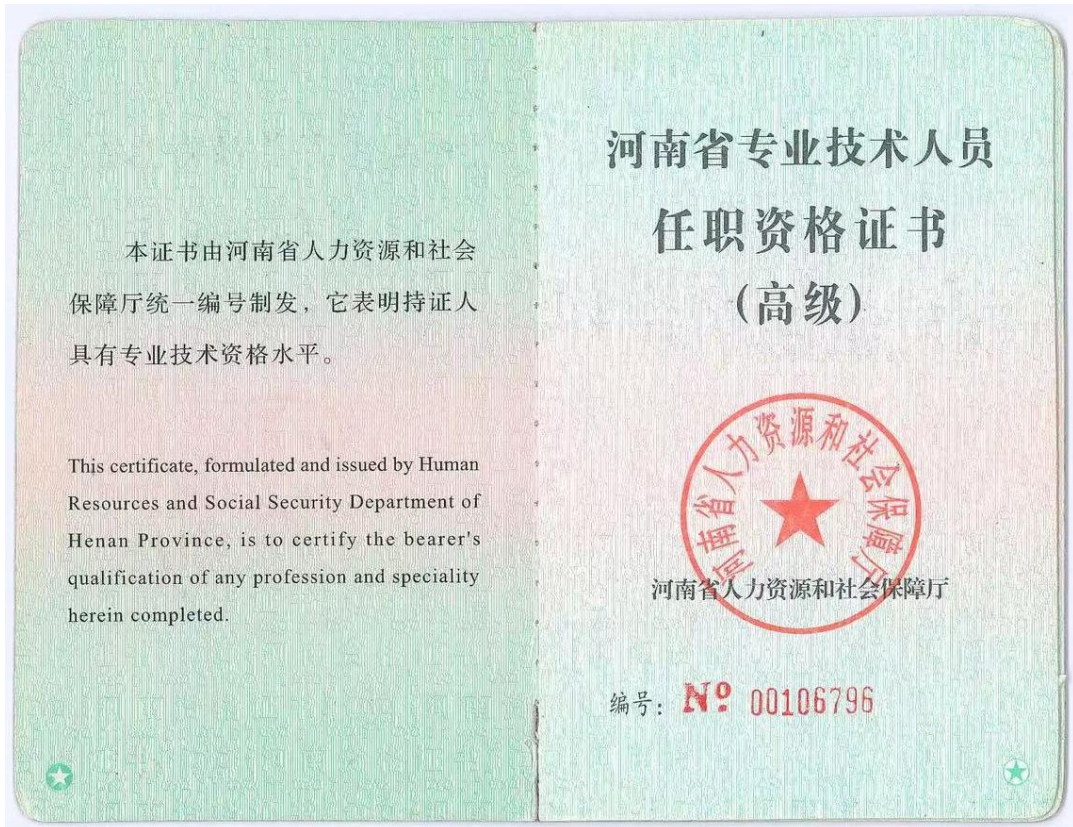 本证书由河南省人力资源和社会
保障厅统一编号制发，它表明持证人
具有专业技术资格水平。
This certificate, formulated and issued by Human
Resources and Social Security Department of
Henan Province, is to certify the bearer's
qualification of any profession and speciality
herein completed.
河南省专业技术人员
任职资格证书
(高级)
河南省人力资源和社会保障厅
河南省人力资源和社会保障厅
编号: Nº 00106796